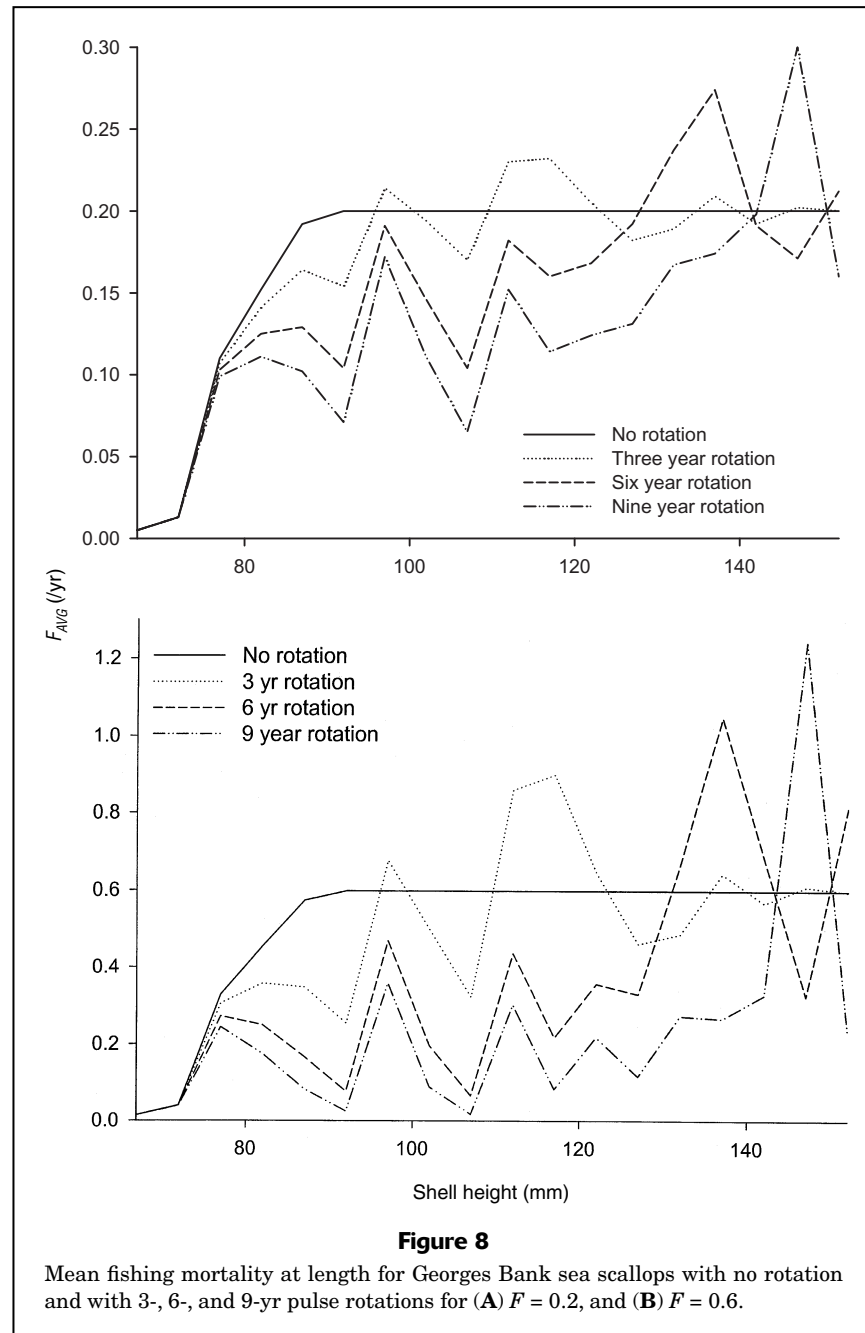 0.30
0.25
0.20
0.15
0.10
0.05
0.00
No rotation
Three year rotation
Six year rotation
Nine year rotation
80 100 120 140
F_AVG (/yr)
No rotation
3 yr rotation
6 yr rotation
9 year rotation
1.2
1.0
0.8
0.6
0.4
0.2
0.0
80 100 120 140
Shell height (mm)
Figure 8
Mean fishing mortality at length for Georges Bank sea scallops with no rotation
and with 3-, 6-, and 9-yr pulse rotations for (A) F = 0.2, and (B) F = 0.6.